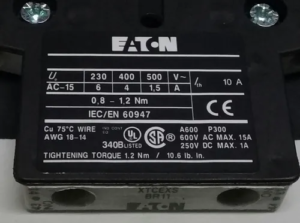 EATON
Ue 230 400 500 V~ Ith 10 A
AC-15 6 4 1,5 A
0,8 – 1,2 Nm
IEC/EN 60947
Cu 75°C WIRE A600 P300
AWG 18-14 600V AC MAX. 15A
340B LISTED 250V DC MAX. 1A
TIGHTENING TORQUE 1.2 Nm / 10.6 lb. in.